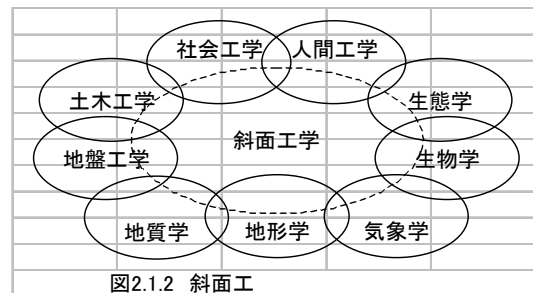 社会工学 人間工学
土木工学 生態学
斜面工学
地盤工学 生物学
地質学 地形学 気象学
図2.1.2 斜面工